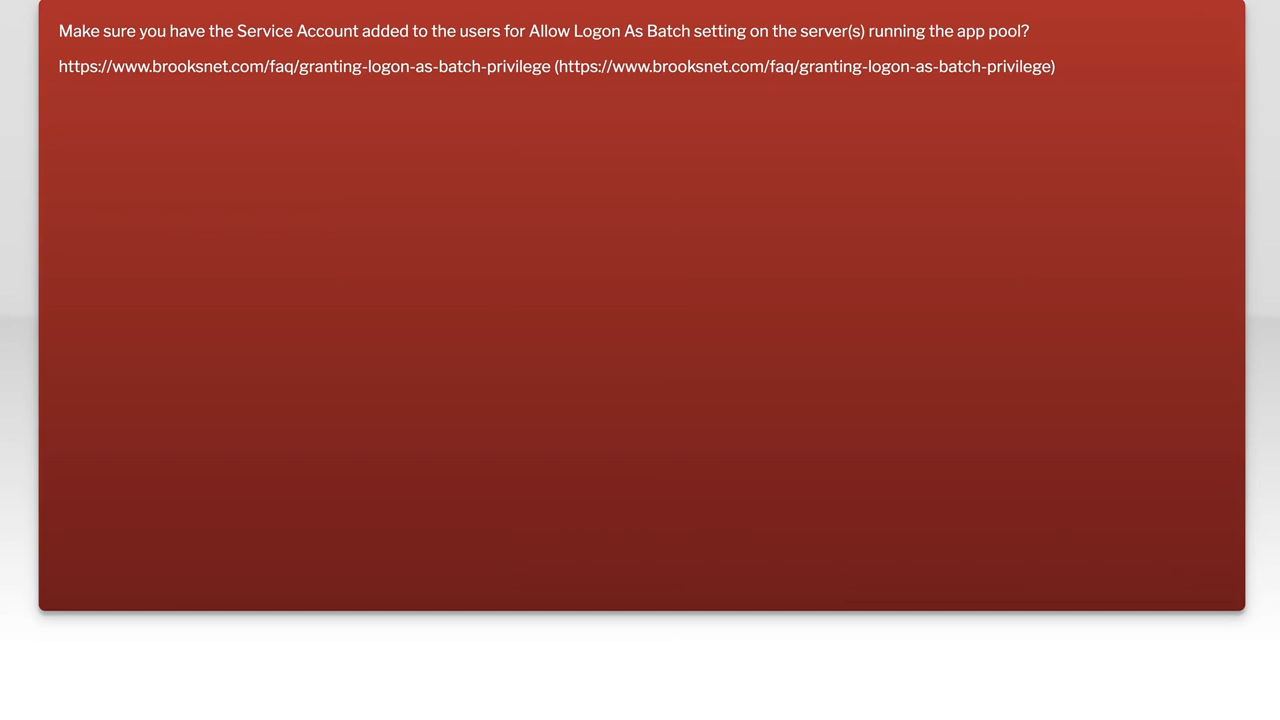 Make sure you have the Service Account added to the users for Allow Logon As Batch setting on the server(s) running the app pool?
https://www.brooksnet.com/faq/granting-logon-as-batch-privilege (https://www.brooksnet.com/faq/granting-logon-as-batch-privilege)